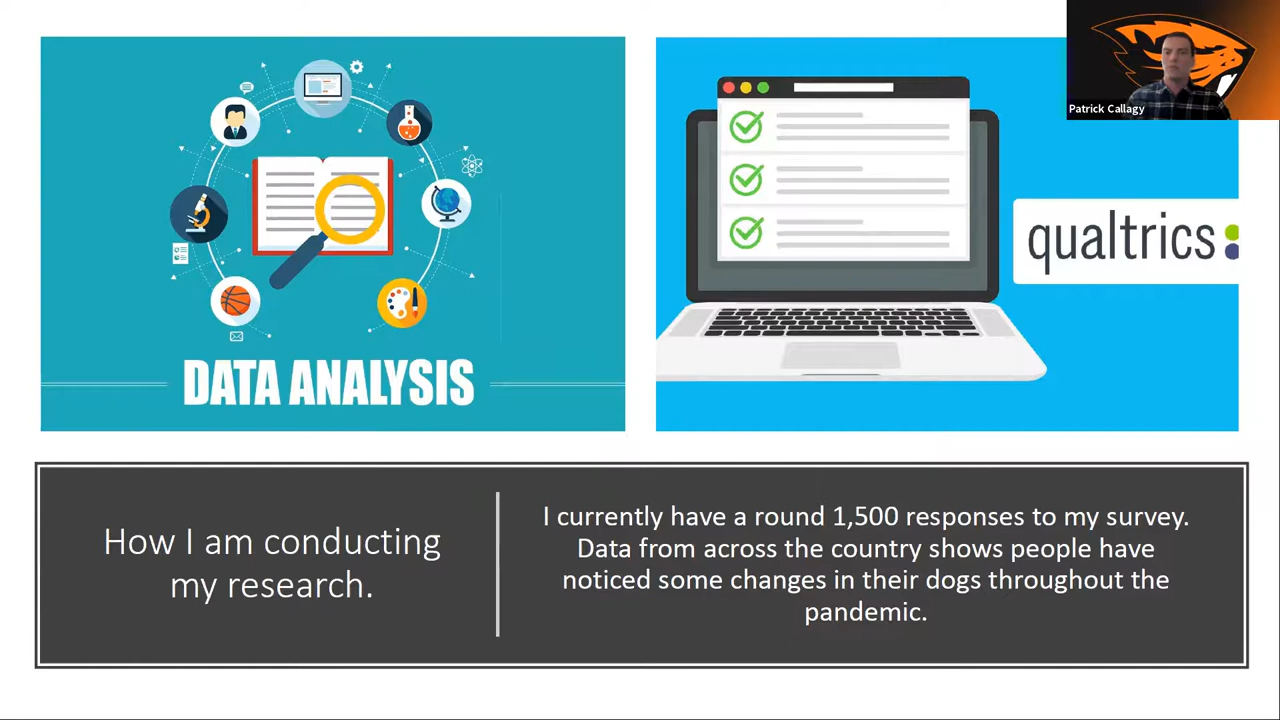 Patrick Callagy
qualtrics
DATA ANALYSIS
How I am conducting
my research.
I currently have a round 1,500 responses to my survey.
Data from across the country shows people have
noticed some changes in their dogs throughout the
pandemic.